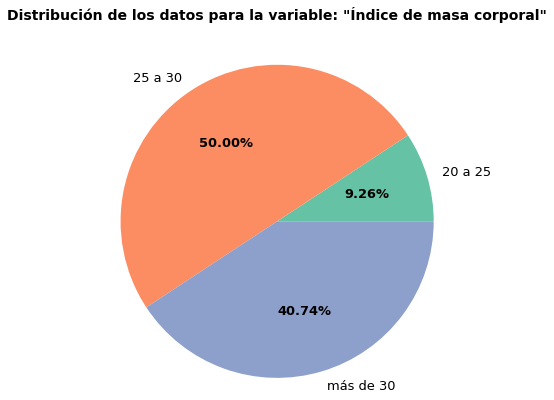 Distribución de los datos para la variable: "Índice de masa corporal"
25 a 30
50.00%
20 a 25
9.26%
40.74%
más de 30